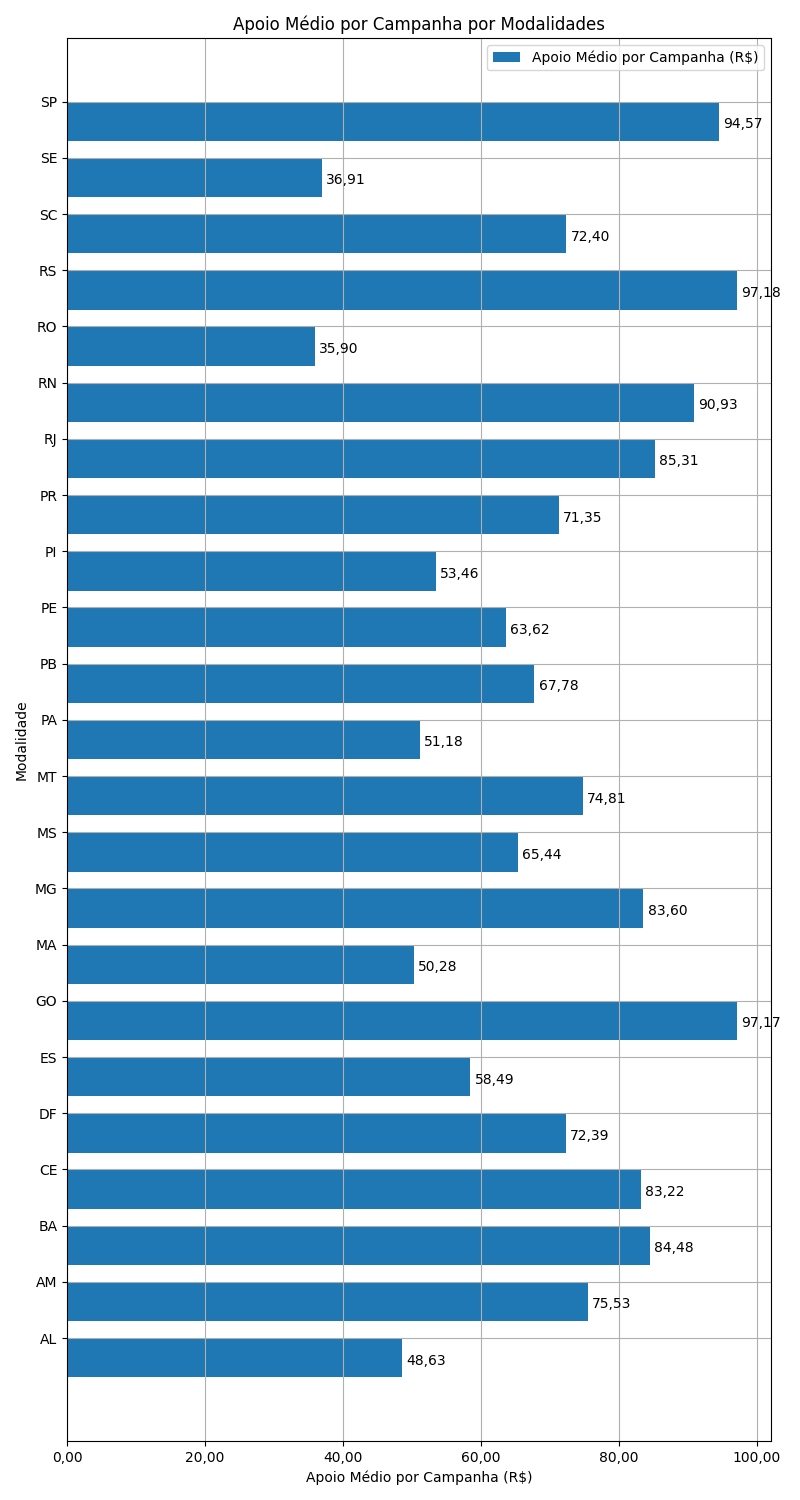 Apoio Médio por Campanha por Modalidades
Apoio Médio por Campanha (R$)
SP 94,57
SE 36,91
SC 72,40
RS 97,18
RO 35,90
RN 90,93
RJ 85,31
PR 71,35
PI 53,46
PE 63,62
PB 67,78
PA 51,18
MT 74,81
MS 65,44
MG 83,60
MA 50,28
GO 97,17
ES 58,49
DF 72,39
CE 83,22
BA 84,48
AM 75,53
AL 48,63
Modalidade
0,00 20,00 40,00 60,00 80,00 100,00
Apoio Médio por Campanha (R$)